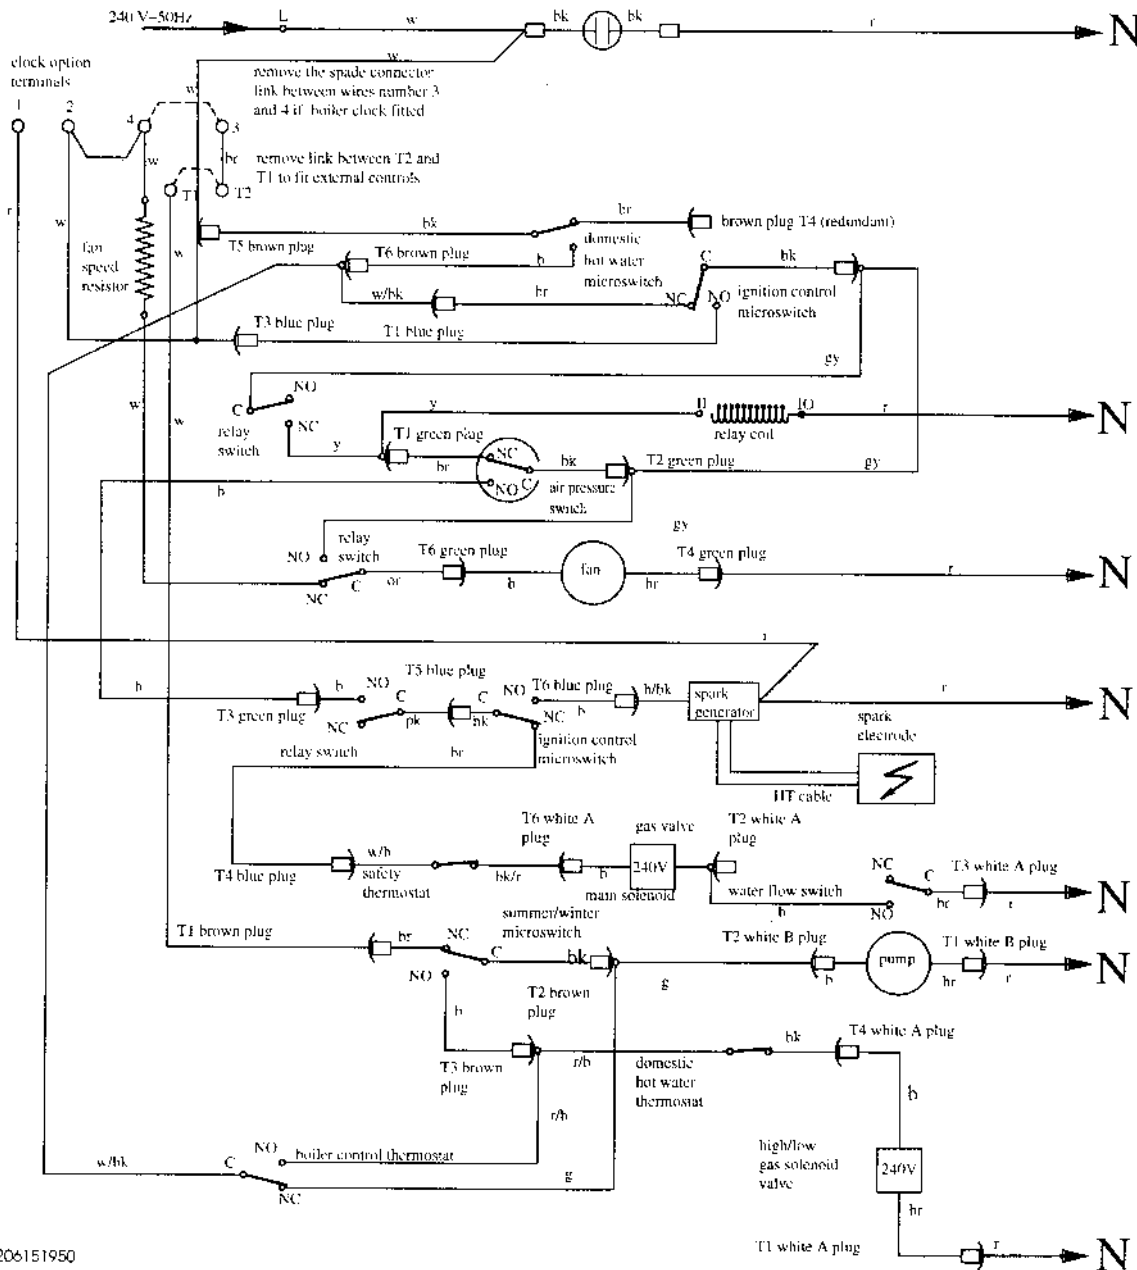 240 V-50Hz
L
w
bk
bk
r
N
clock option
terminals
1
2
4
3
w
w
remove the spade connector
link between wires number 3
and 4 if boiler clock fitted
w
br
remove link between T2 and
T1 to fit external controls
T1
T2
r
w
w
fan
speed
resistor
T5 brown plug
bk
br
brown plug T4 (redundant)
domestic
hot water
microswitch
T6 brown plug
b
w/bk
br
C
NC
NO
bk
ignition control
microswitch
T3 blue plug
T1 blue plug
gy
w
w
C
NO
NC
relay
switch
y
y
T1 green plug
br
NC
NO
C
bk
air pressure
switch
T2 green plug
gy
II
IO
relay coil
r
N
b
NO
relay
switch
NC
C
or
T6 green plug
b
fan
br
gy
T4 green plug
r
N
r
b
T3 green plug
b
NO
NC
C
relay switch
T5 blue plug
pk
bk
C
NO
NC
T6 blue plug
b
b/bk
ignition control
microswitch
br
spark
generator
r
N
spark
electrode
HT cable
T4 blue plug
w/b
safety
thermostat
bk/r
T6 white A
plug
b
gas valve
240V
main solenoid
T2 white A
plug
water flow switch
b
NC
NO
C
br
T3 white A plug
r
N
T1 brown plug
br
summer/winter
microswitch
NC
NO
C
bk
T2 brown
plug
g
T2 white B plug
b
pump
br
T1 white B plug
r
N
b
T3 brown
plug
r/b
r/b
domestic
hot water
thermostat
bk
T4 white A plug
b
w/bk
C
NO
NC
boiler control thermostat
g
high/low
gas solenoid
valve
240V
br
T1 white A plug
r
N
206151950